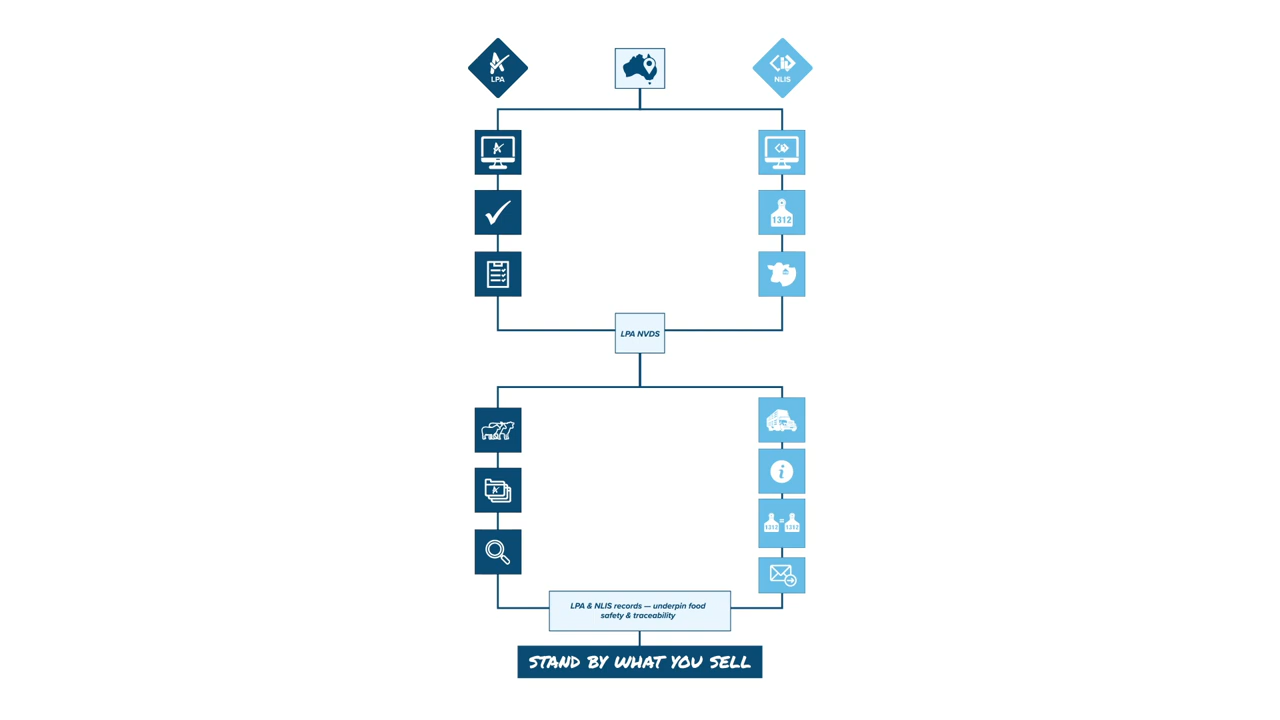 LPA
NLIS
1312
LPA NVDS
1312 = 1312
LPA & NLIS records — underpin food
safety & traceability
STAND BY WHAT YOU SELL